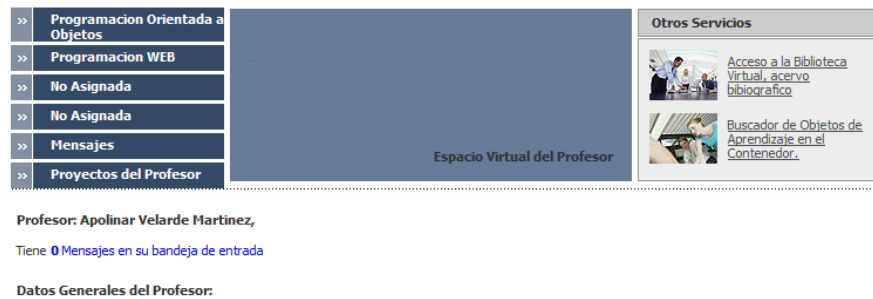 » Programacion Orientada a
Objetos
» Programacion WEB
» No Asignada
» No Asignada
» Mensajes
» Proyectos del Profesor
Espacio Virtual del Profesor
Otros Servicios
Acceso a la Biblioteca
Virtual, acervo
bibiografico
Buscador de Objetos de
Aprendizaje en el
Contenedor.
Profesor: Apolinar Velarde Martinez,
Tiene 0 Mensajes en su bandeja de entrada
Datos Generales del Profesor: